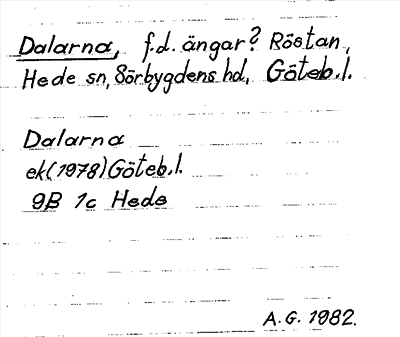 Dalarna, f.d. ängar? Röstan,
Hede sn, Sörbygdens hd, Göteb.l.
Dalarna
ek(1978)Göteb.l.
9B 1c Hede
A.G. 1982.